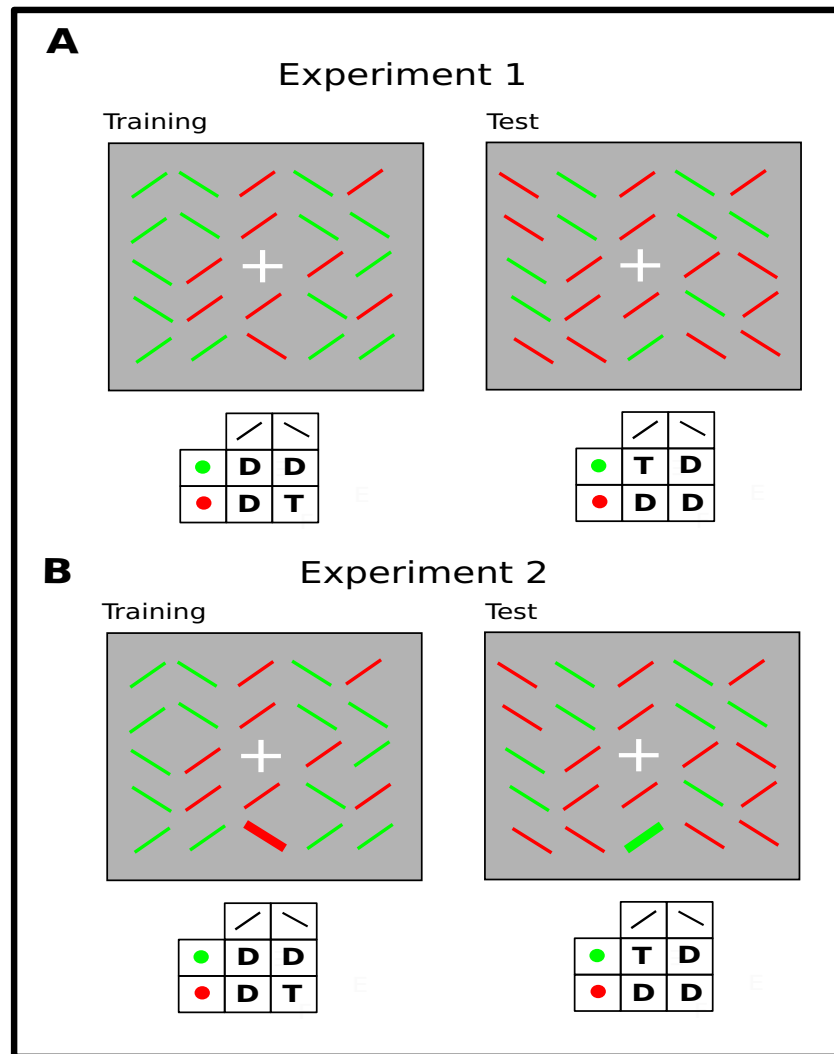 A
Experiment 1
Training Test
D D
D T
E
T D
D D
E
B
Experiment 2
Training Test
D D
D T
E
T D
D D
E